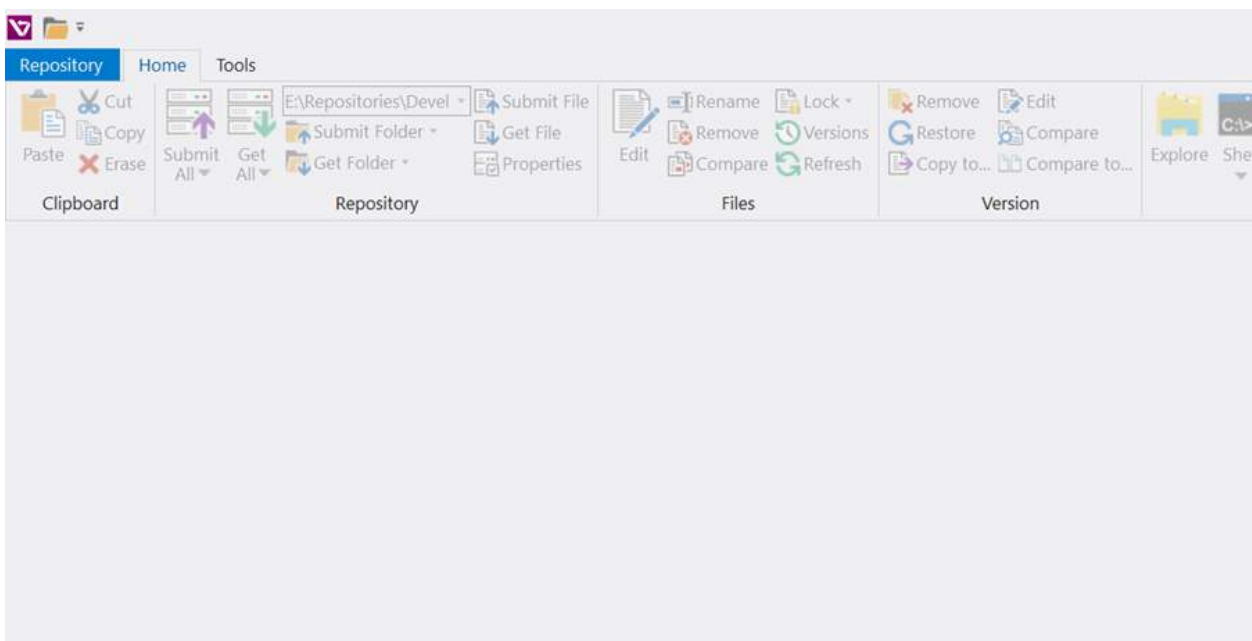 Repository Home Tools
Cut E:\Repositories\Devel Submit File Rename Lock Remove Edit
C:\>
Copy Submit Folder Get File Remove Versions Restore Compare
Paste Submit Get Edit Explore She
Erase All All Get Folder Properties Compare Refresh Copy to... Compare to...
Clipboard Repository Files Version